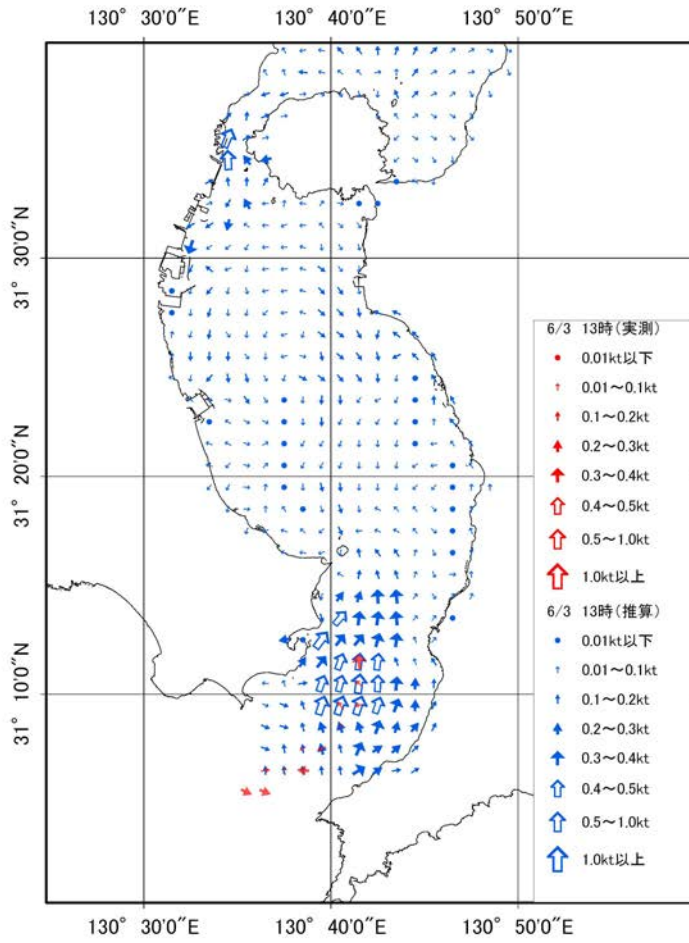 130° 30'0"E
130° 40'0"E
130° 50'0"E
31° 30'0"N
31° 20'0"N
31° 10'0"N
6/3 13時(実測)
0.01kt以下
0.01～0.1kt
0.1～0.2kt
0.2～0.3kt
0.3～0.4kt
0.4～0.5kt
0.5～1.0kt
1.0kt以上
6/3 13時(推算)
0.01kt以下
0.01～0.1kt
0.1～0.2kt
0.2～0.3kt
0.3～0.4kt
0.4～0.5kt
0.5～1.0kt
1.0kt以上
130° 30'0"E
130° 40'0"E
130° 50'0"E